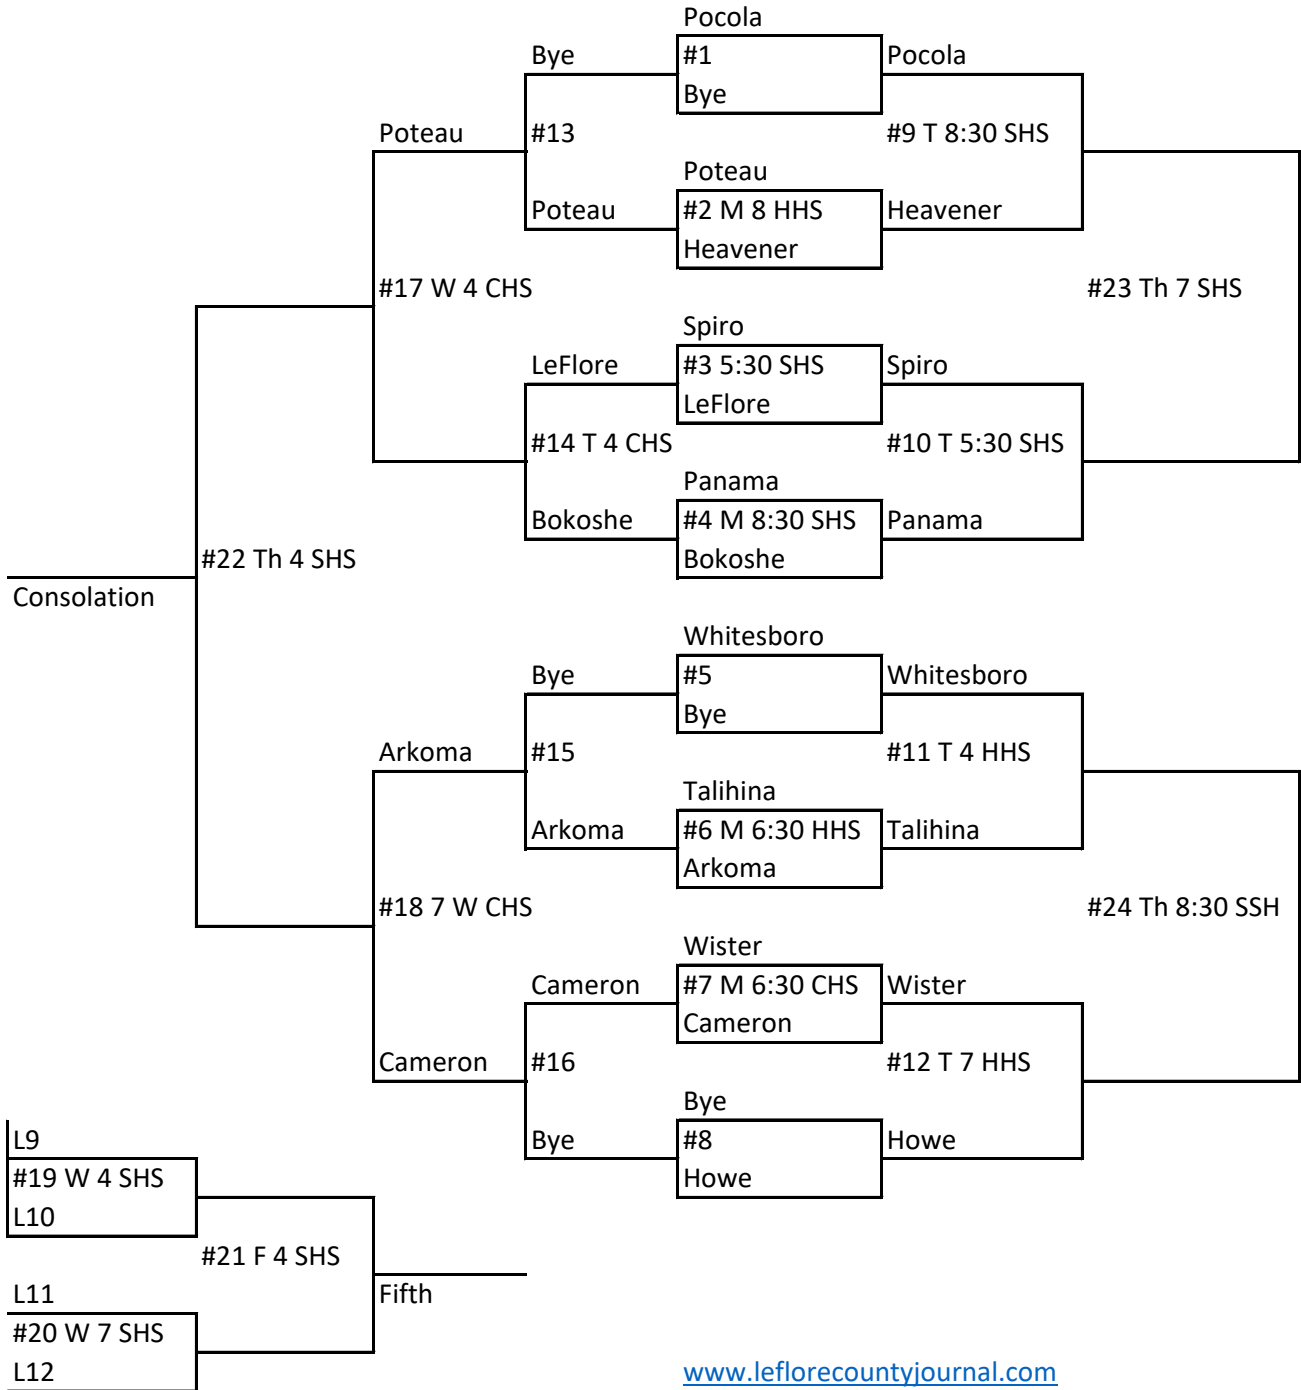 Pocola
Bye #1 Pocola
Bye
Poteau #13 #9 T 8:30 SHS
Poteau
Poteau #2 M 8 HHS Heavener
Heavener
#17 W 4 CHS #23 Th 7 SHS
Spiro
LeFlore #3 5:30 SHS Spiro
LeFlore
#14 T 4 CHS #10 T 5:30 SHS
Panama
Bokoshe #4 M 8:30 SHS Panama
#22 Th 4 SHS Bokoshe
Consolation
Whitesboro
Bye #5 Whitesboro
Bye
Arkoma #15 #11 T 4 HHS
Talihina
Arkoma #6 M 6:30 HHS Talihina
Arkoma
#18 7 W CHS #24 Th 8:30 SSH
Wister
Cameron #7 M 6:30 CHS Wister
Cameron
Cameron #16 #12 T 7 HHS
Bye
L9 Bye #8 Howe
#19 W 4 SHS Howe
L10
#21 F 4 SHS
L11 Fifth
#20 W 7 SHS
L12 www.leflorecountyjournal.com